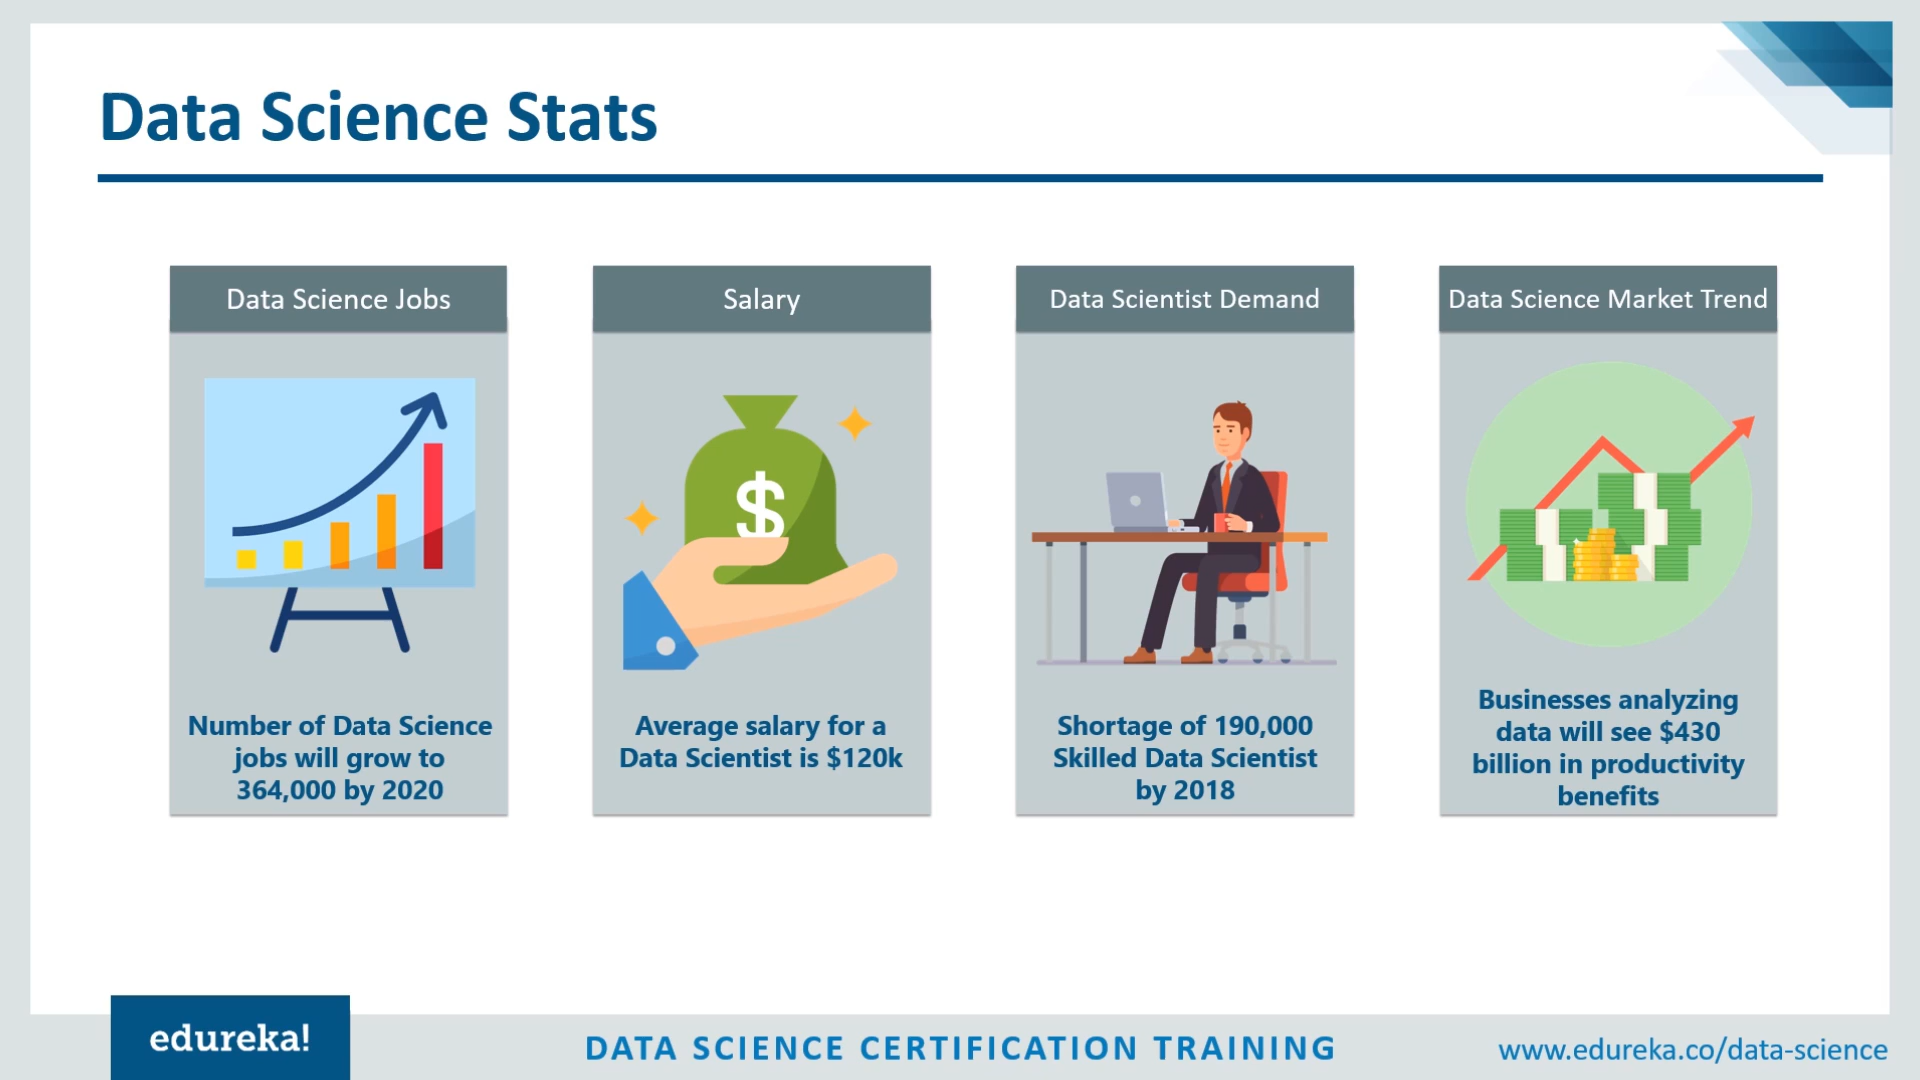 Data Science Stats
Data Science Jobs
Number of Data Science
jobs will grow to
364,000 by 2020
Salary
$
Average salary for a
Data Scientist is $120k
Data Scientist Demand
Shortage of 190,000
Skilled Data Scientist
by 2018
Data Science Market Trend
Businesses analyzing
data will see $430
billion in productivity
benefits
edureka!
DATA SCIENCE CERTIFICATION TRAINING
www.edureka.co/data-science